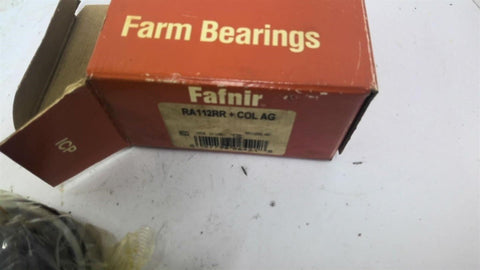 Farm Bearings
Fafnir
RA112RR + COL AG
ICP